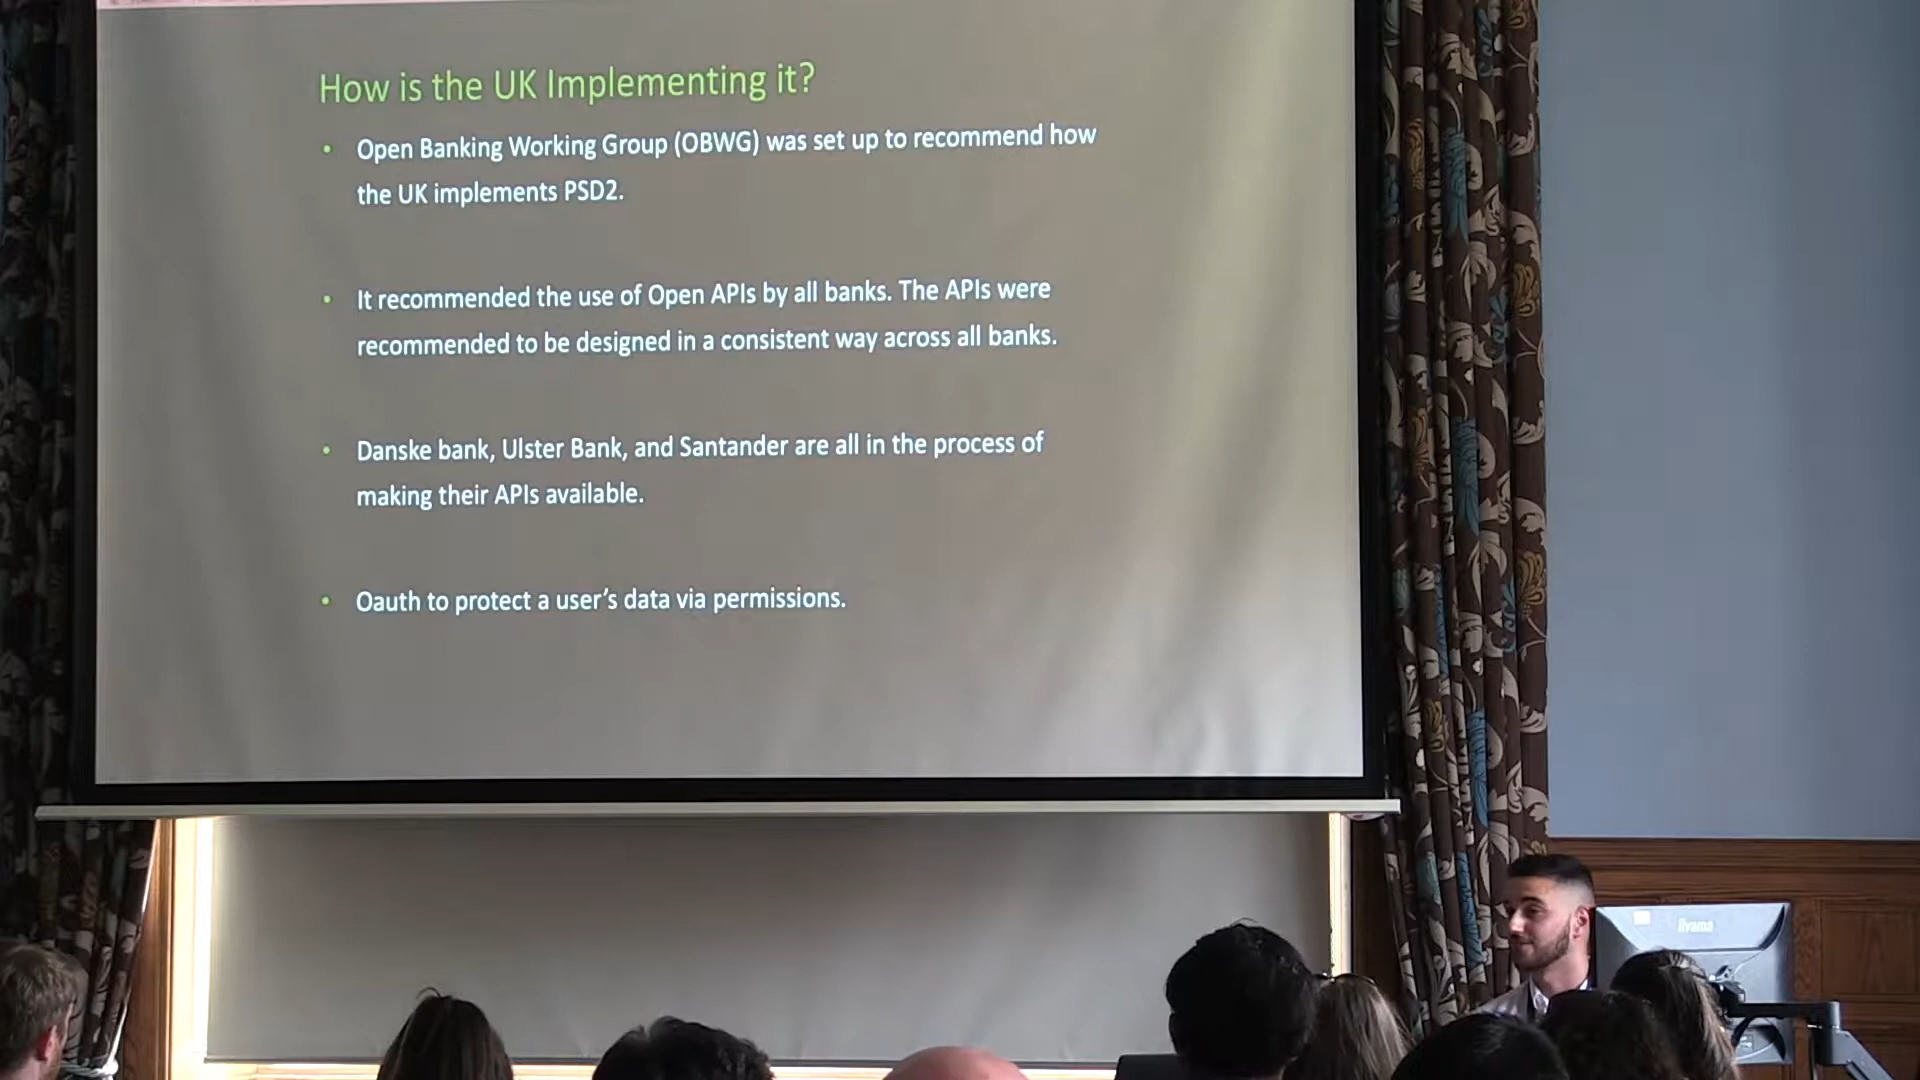 How is the UK Implementing it?
• Open Banking Working Group (OBWG) was set up to recommend how
the UK implements PSD2.
• It recommended the use of Open APIs by all banks. The APIs were
recommended to be designed in a consistent way across all banks.
• Danske bank, Ulster Bank, and Santander are all in the process of
making their APIs available.
• Oauth to protect a user’s data via permissions.
iiyama